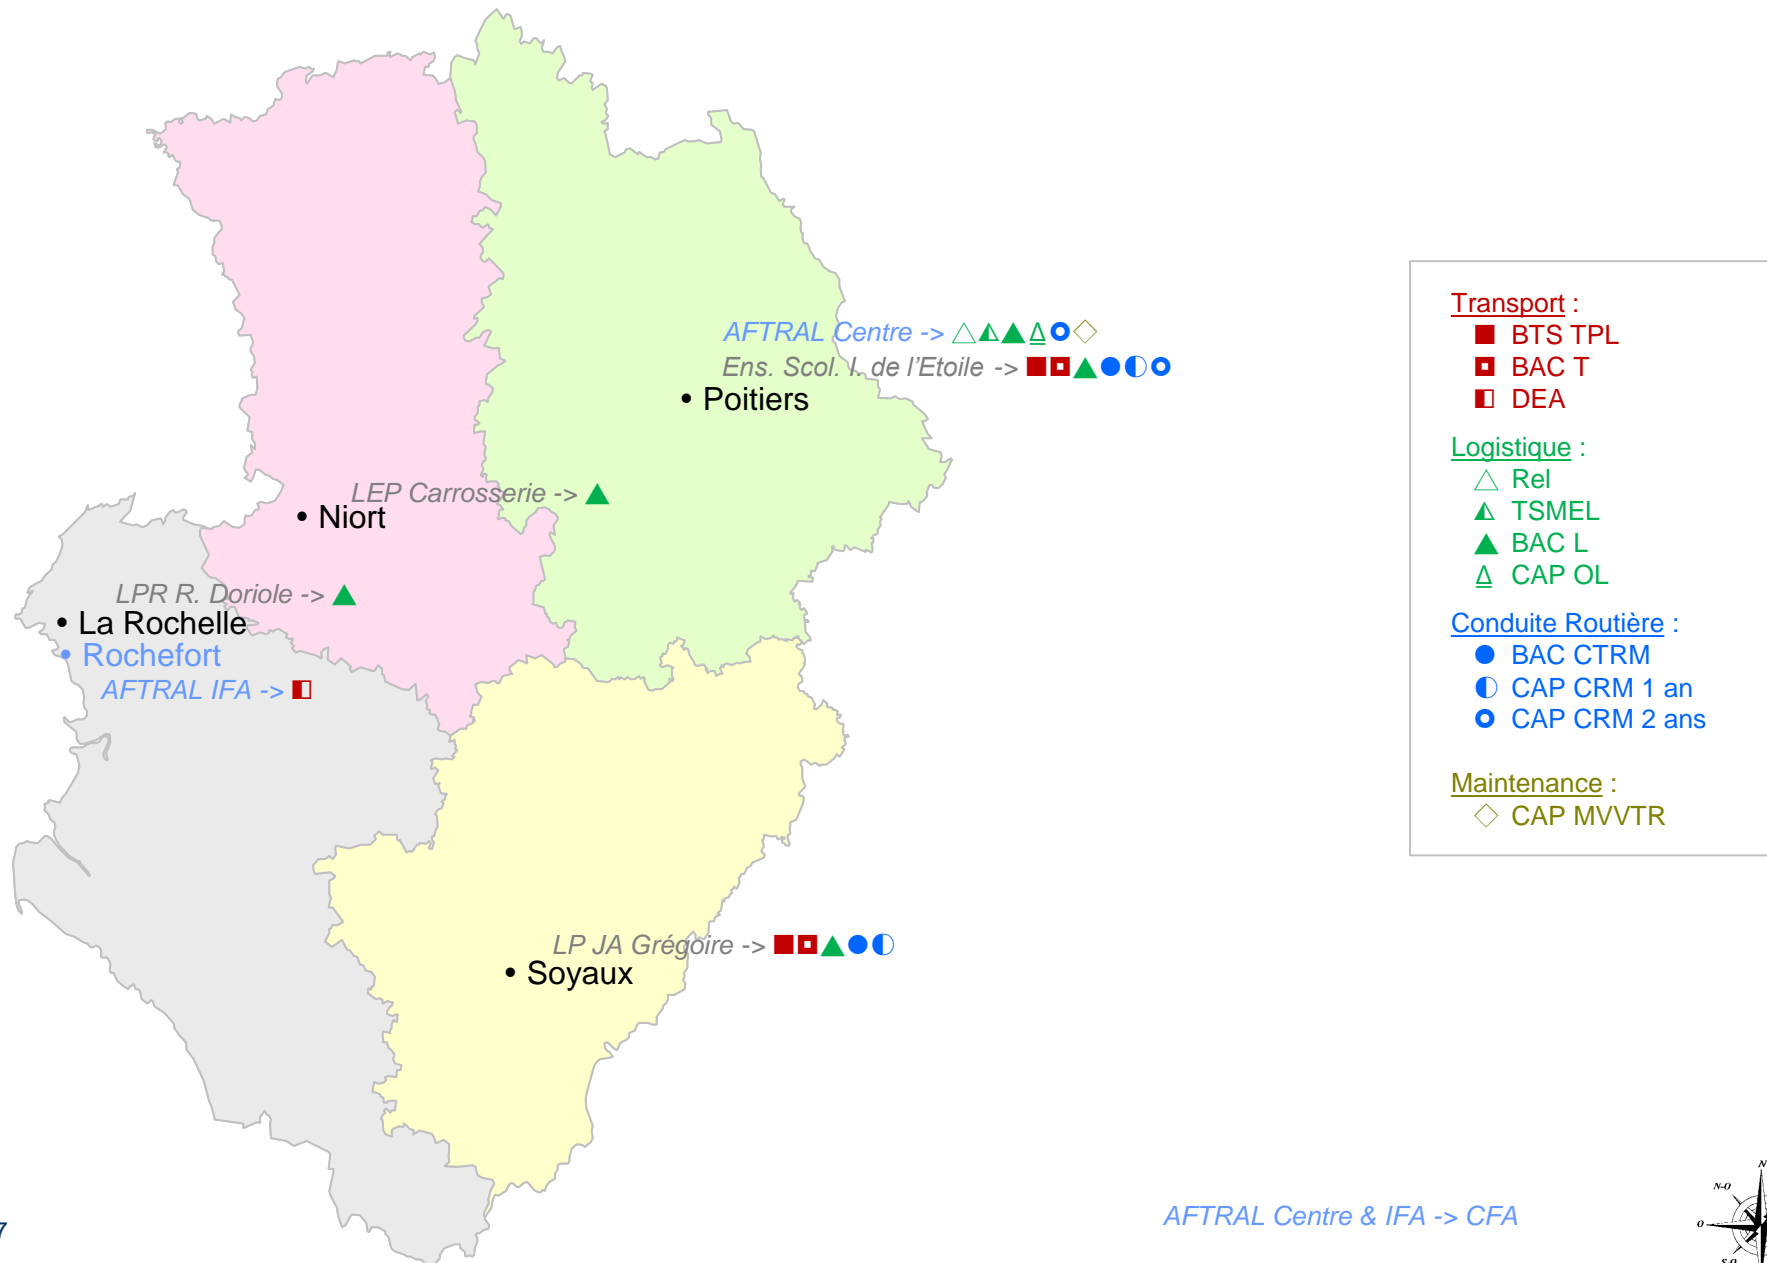 AFTRAL Centre ->
Ens. Scol. I. de l'Etoile ->
• Poitiers
LEP Carrosserie ->
• Niort
LPR R. Doriole ->
• La Rochelle
• Rochefort
AFTRAL IFA ->
LP JA Grégoire ->
• Soyaux
Transport :
BTS TPL
BAC T
DEA
Logistique :
Rel
TSMEL
BAC L
CAP OL
Conduite Routière :
BAC CTRM
CAP CRM 1 an
CAP CRM 2 ans
Maintenance :
CAP MVVTR
AFTRAL Centre & IFA -> CFA
7
N
N-O
O
S-O